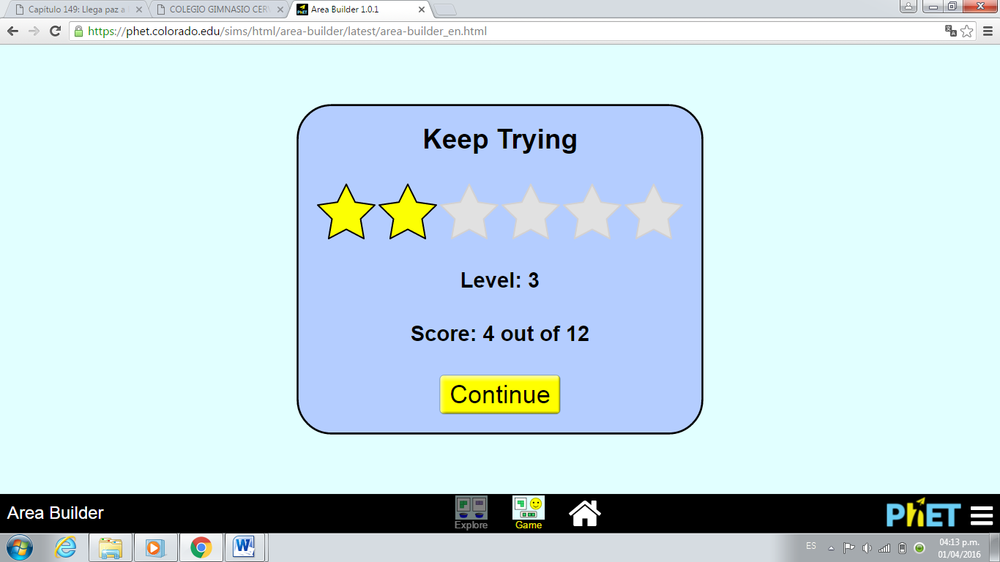 Capitulo 149: Llega paz a
COLEGIO GIMNASIO CER
Area Builder 1.0.1
https://phet.colorado.edu/sims/html/area-builder/latest/area-builder_en.html
Keep Trying
Level: 3
Score: 4 out of 12
Continue
Area Builder
Explore
Game
PhET
ES
04:13 p.m.
01/04/2016